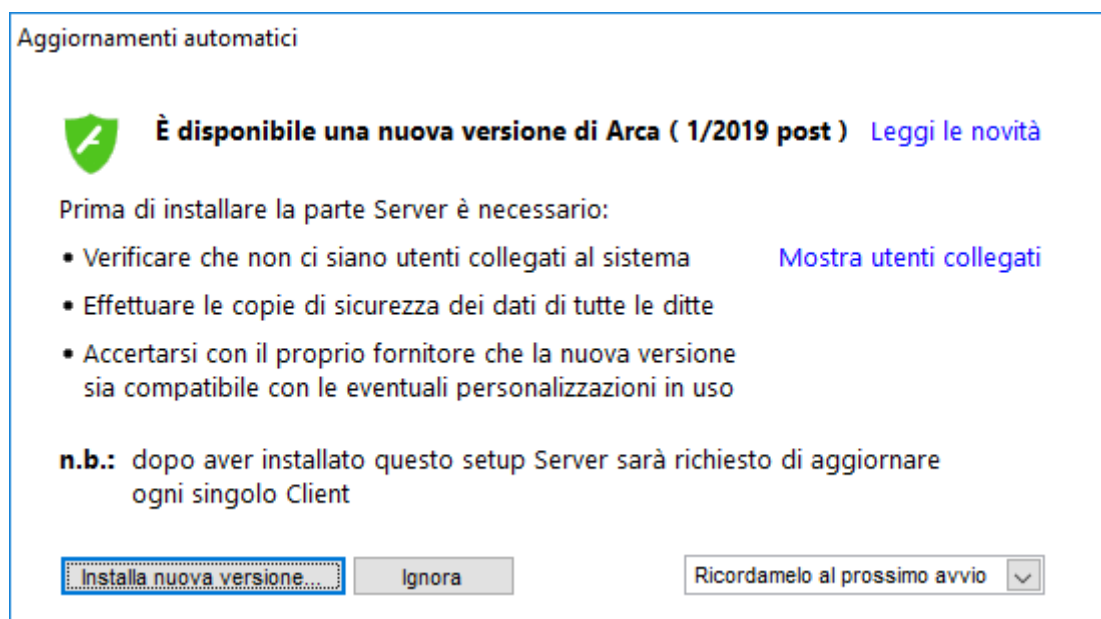 Aggiornamenti automatici
È disponibile una nuova versione di Arca ( 1/2019 post ) Leggi le novità
Prima di installare la parte Server è necessario:
• Verificare che non ci siano utenti collegati al sistema Mostra utenti collegati
• Effettuare le copie di sicurezza dei dati di tutte le ditte
• Accertarsi con il proprio fornitore che la nuova versione
sia compatibile con le eventuali personalizzazioni in uso
n.b.: dopo aver installato questo setup Server sarà richiesto di aggiornare
ogni singolo Client
Installa nuova versione... Ignora Ricordamelo al prossimo avvio